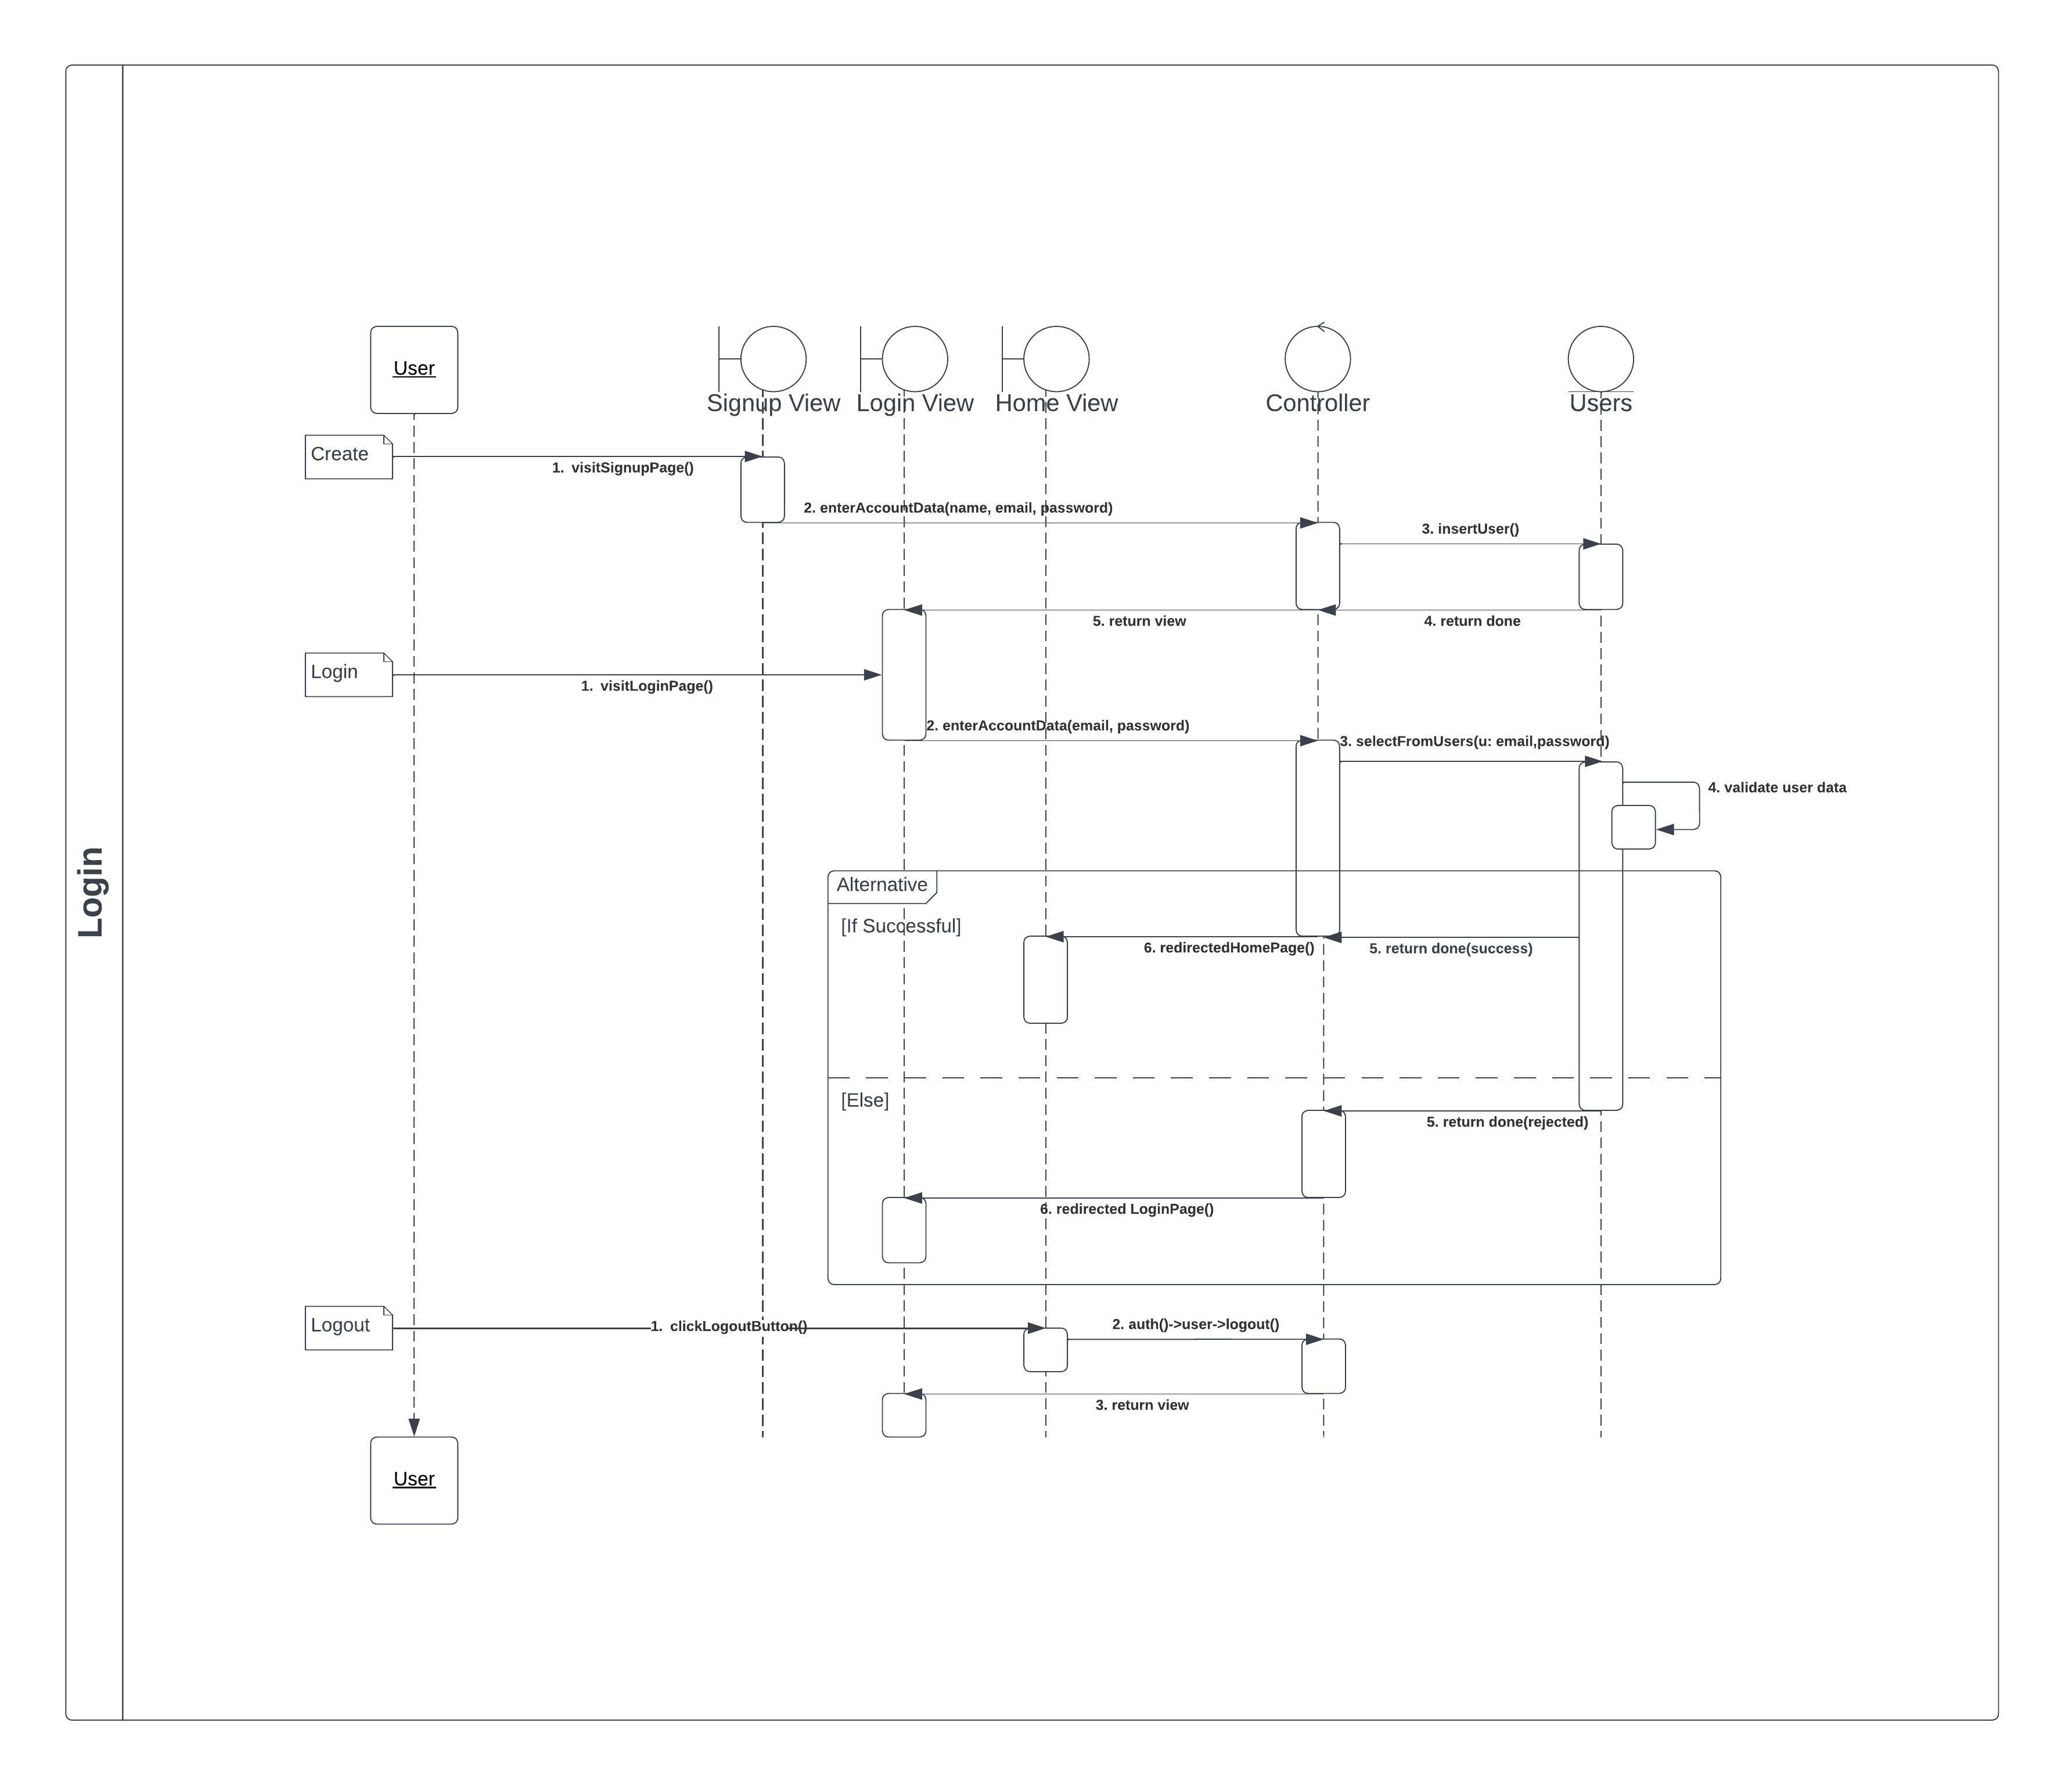 Login
User
Signup View
Login View
Home View
Controller
Users
Create
1. visitSignupPage()
2. enterAccountData(name, email, password)
3. insertUser()
5. return view
4. return done
Login
1. visitLoginPage()
2. enterAccountData(email, password)
3. selectFromUsers(u: email,password)
4. validate user data
Alternative
[If Successful]
6. redirectedHomePage()
5. return done(success)
[Else]
5. return done(rejected)
6. redirected LoginPage()
Logout
1. clickLogoutButton()
2. auth()->user->logout()
3. return view
User